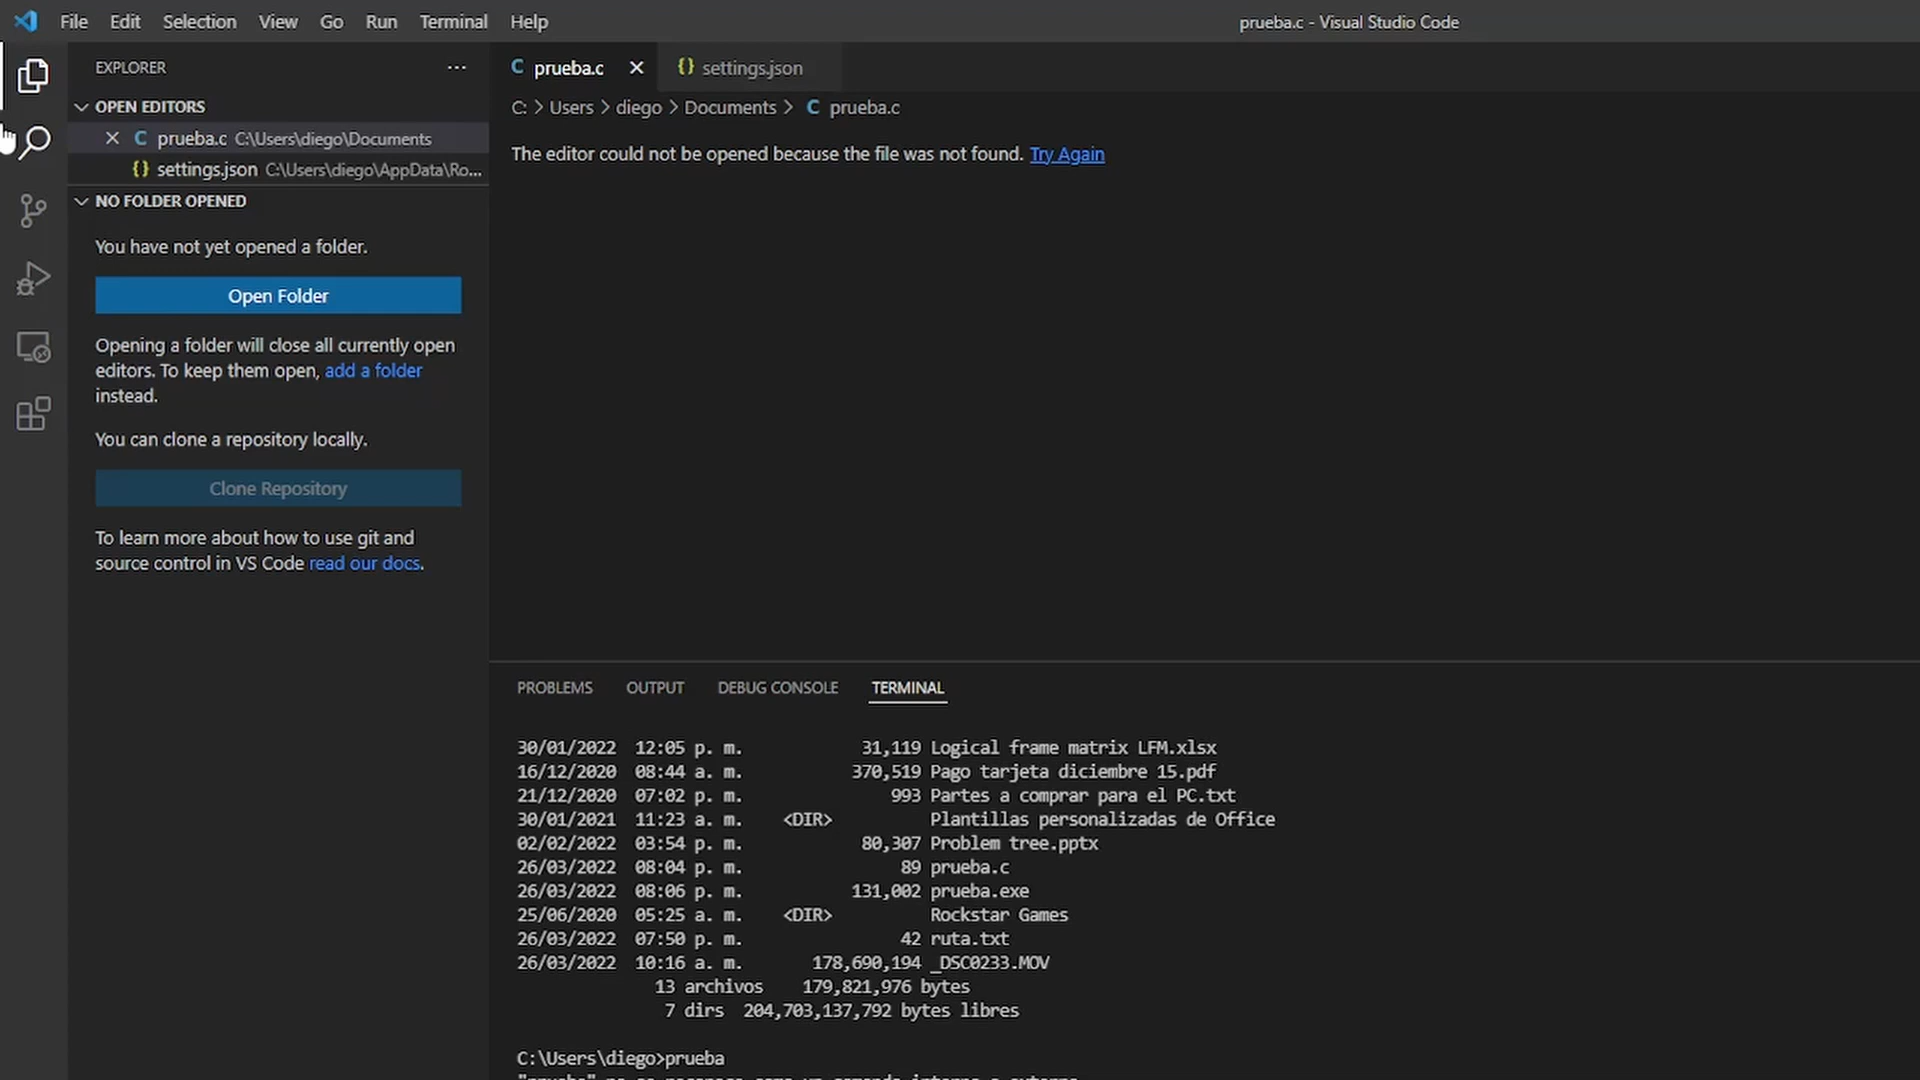 File Edit Selection View Go Run Terminal Help
prueba.c - Visual Studio Code
EXPLORER
OPEN EDITORS
prueba.c C:\Users\diego\Documents
settings.json C:\Users\diego\AppData\Ro...
NO FOLDER OPENED
You have not yet opened a folder.
Open Folder
Opening a folder will close all currently open
editors. To keep them open, add a folder
instead.
You can clone a repository locally.
Clone Repository
To learn more about how to use git and
source control in VS Code read our docs.
C prueba.c
{} settings.json
C: > Users > diego > Documents > C prueba.c
The editor could not be opened because the file was not found. Try Again
PROBLEMS OUTPUT DEBUG CONSOLE TERMINAL
30/01/2022 12:05 p. m. 31,119 Logical frame matrix LFM.xlsx
16/12/2020 08:44 a. m. 370,519 Pago tarjeta diciembre 15.pdf
21/12/2020 07:02 p. m. 993 Partes a comprar para el PC.txt
30/01/2021 11:23 a. m. <DIR> Plantillas personalizadas de Office
02/02/2022 03:54 p. m. 80,307 Problem tree.pptx
26/03/2022 08:04 p. m. 89 prueba.c
26/03/2022 08:06 p. m. 131,002 prueba.exe
25/06/2020 05:25 a. m. <DIR> Rockstar Games
26/03/2022 07:50 p. m. 42 ruta.txt
26/03/2022 10:16 a. m. 178,690,194 _DSC0233.MOV
13 archivos 179,821,976 bytes
7 dirs 204,703,137,792 bytes libres
C:\Users\diego>prueba